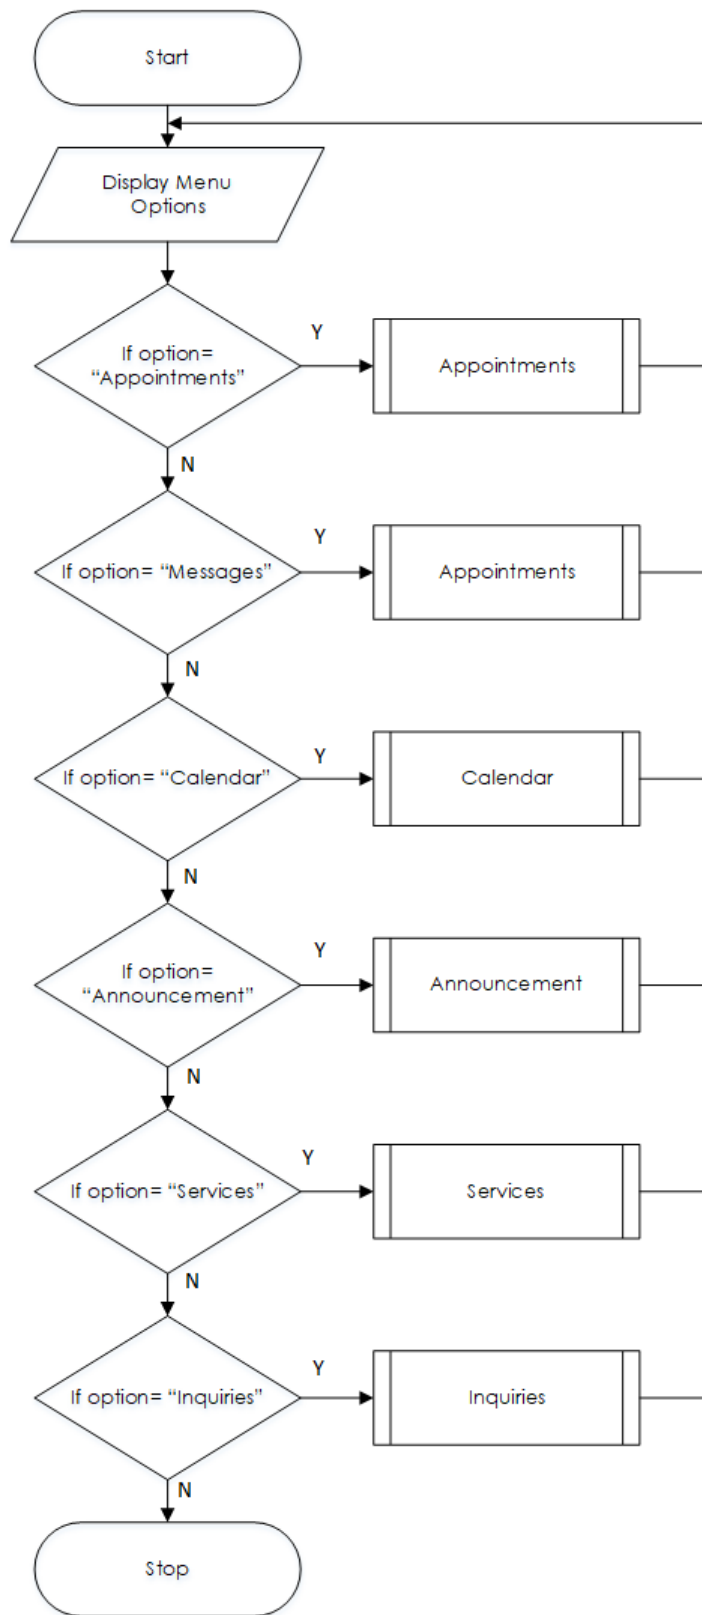 Start
Display Menu
Options
If option=
“Appointments”
Y
Appointments
N
If option= “Messages”
Y
Appointments
N
If option= “Calendar”
Y
Calendar
N
If option=
“Announcement”
Y
Announcement
N
If option= “Services”
Y
Services
N
If option= “Inquiries”
Y
Inquiries
N
Stop